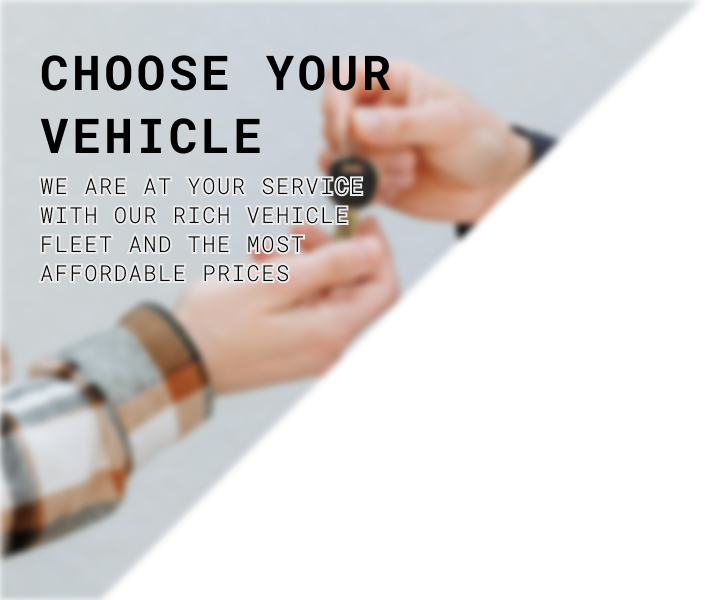 CHOOSE YOUR
VEHICLE
WE ARE AT YOUR SERVICE
WITH OUR RICH VEHICLE
FLEET AND THE MOST
AFFORDABLE PRICES